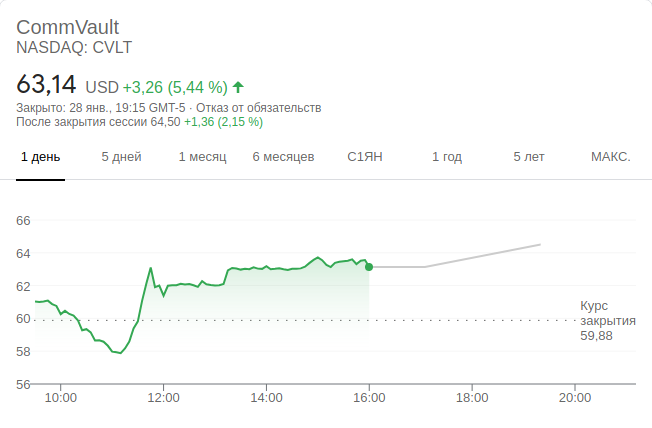 CommVault
NASDAQ: CVLT
63,14 USD +3,26 (5,44 %)
Закрыто: 28 янв., 19:15 GMT-5 · Отказ от обязательств
После закрытия сессии 64,50 +1,36 (2,15 %)
1 день 5 дней 1 месяц 6 месяцев С1ЯН 1 год 5 лет МАКС.
66
64
62
60
58
56
Курс
закрытия
59,88
10:00 12:00 14:00 16:00 18:00 20:00